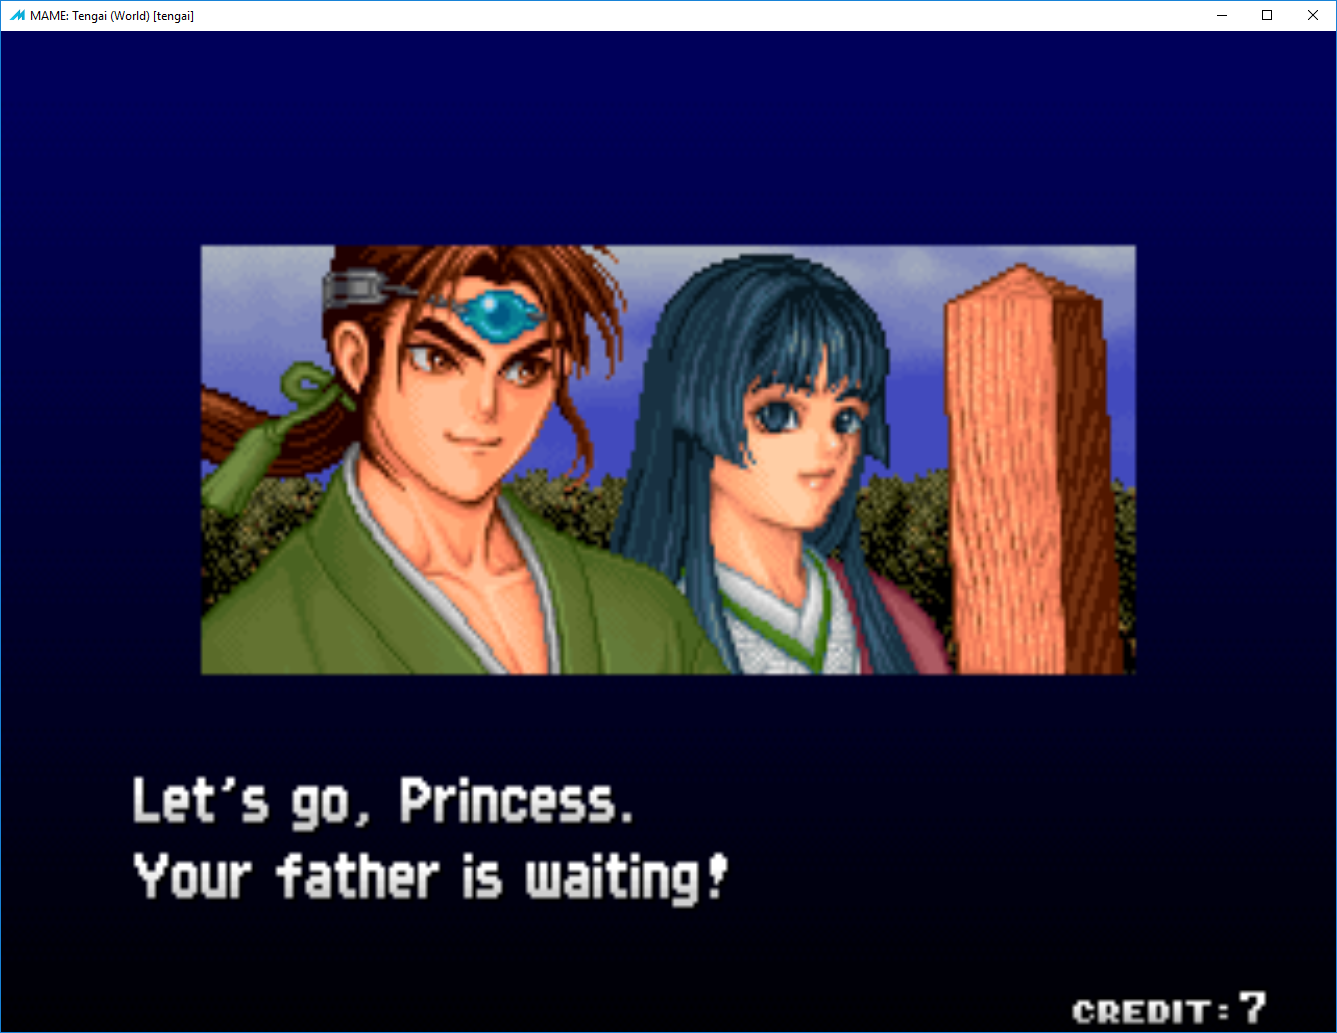 MAME: Tengai (World) [tengai]
Let's go, Princess.
Your father is waiting!
CREDIT:7